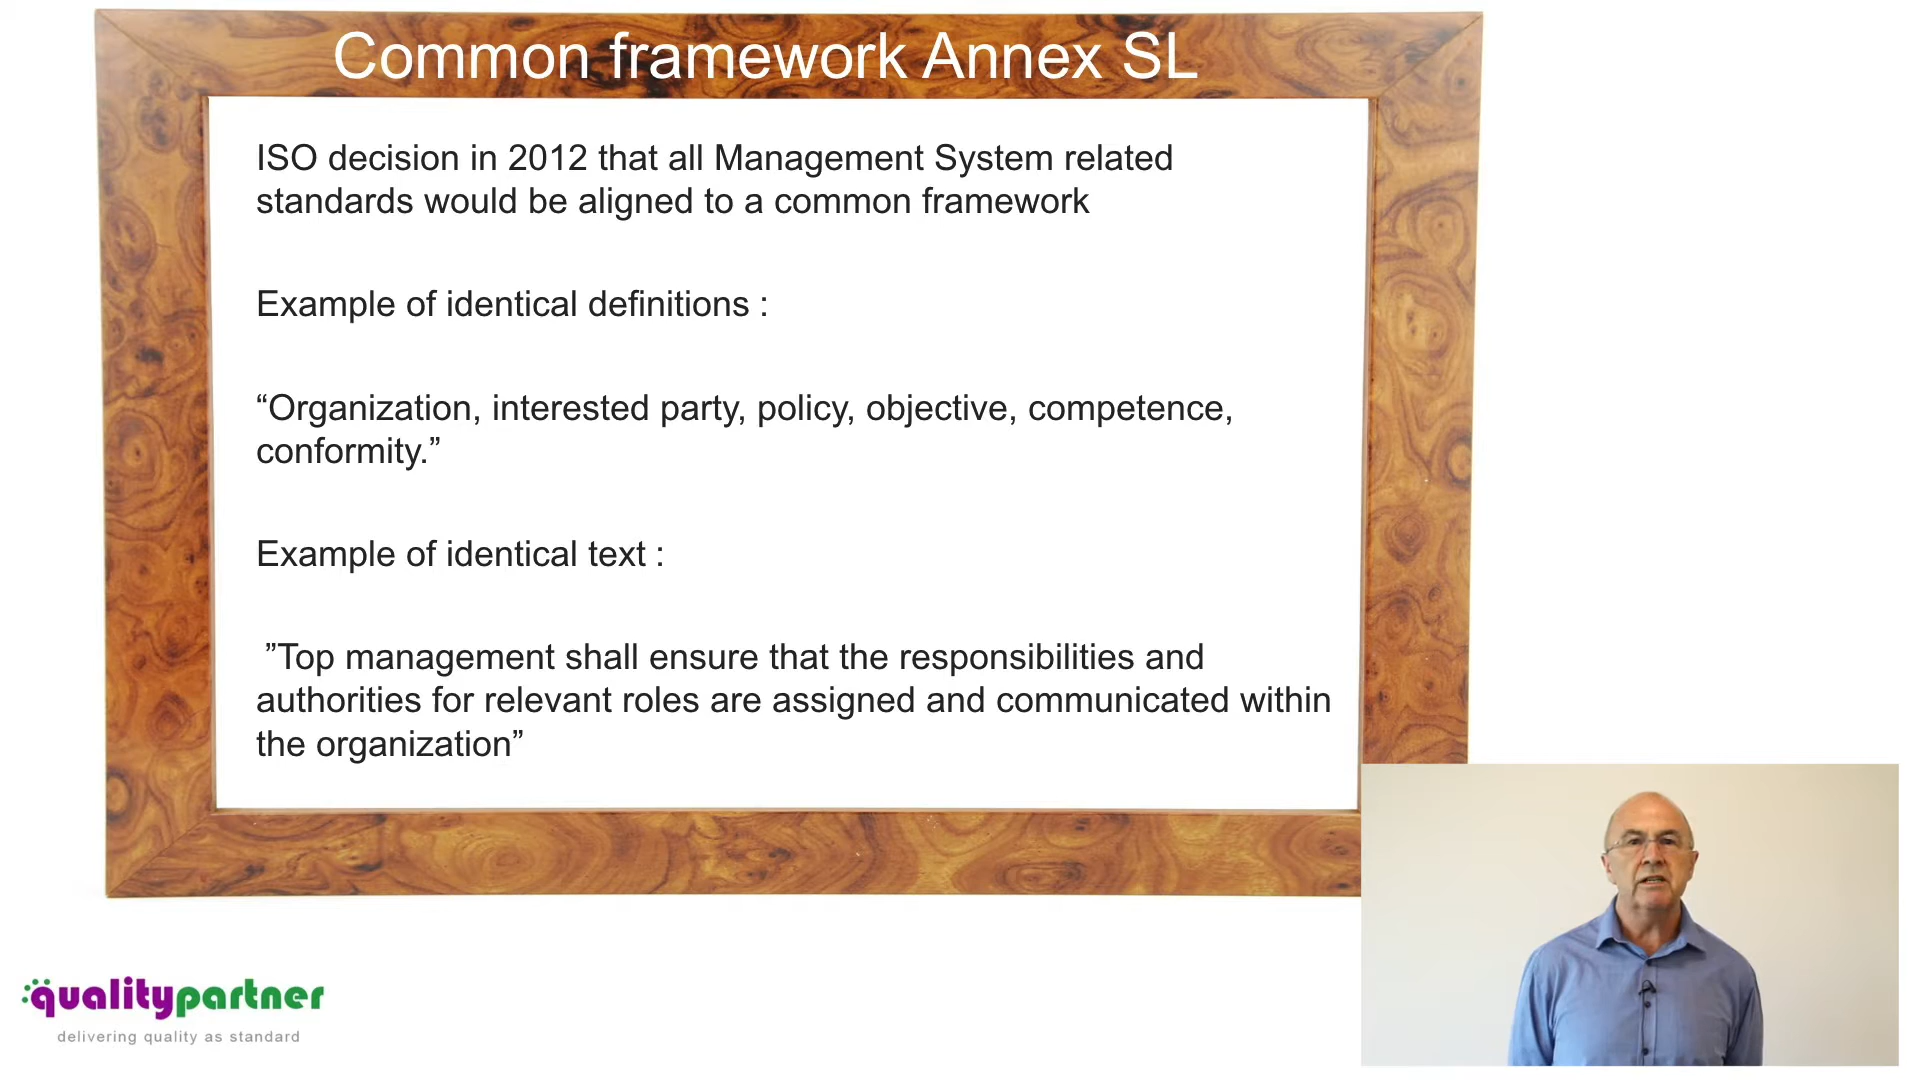 Common framework Annex SL
ISO decision in 2012 that all Management System related
standards would be aligned to a common framework
Example of identical definitions :
“Organization, interested party, policy, objective, competence,
conformity.”
Example of identical text :
”Top management shall ensure that the responsibilities and
authorities for relevant roles are assigned and communicated within
the organization”
qualitypartner
delivering quality as standard